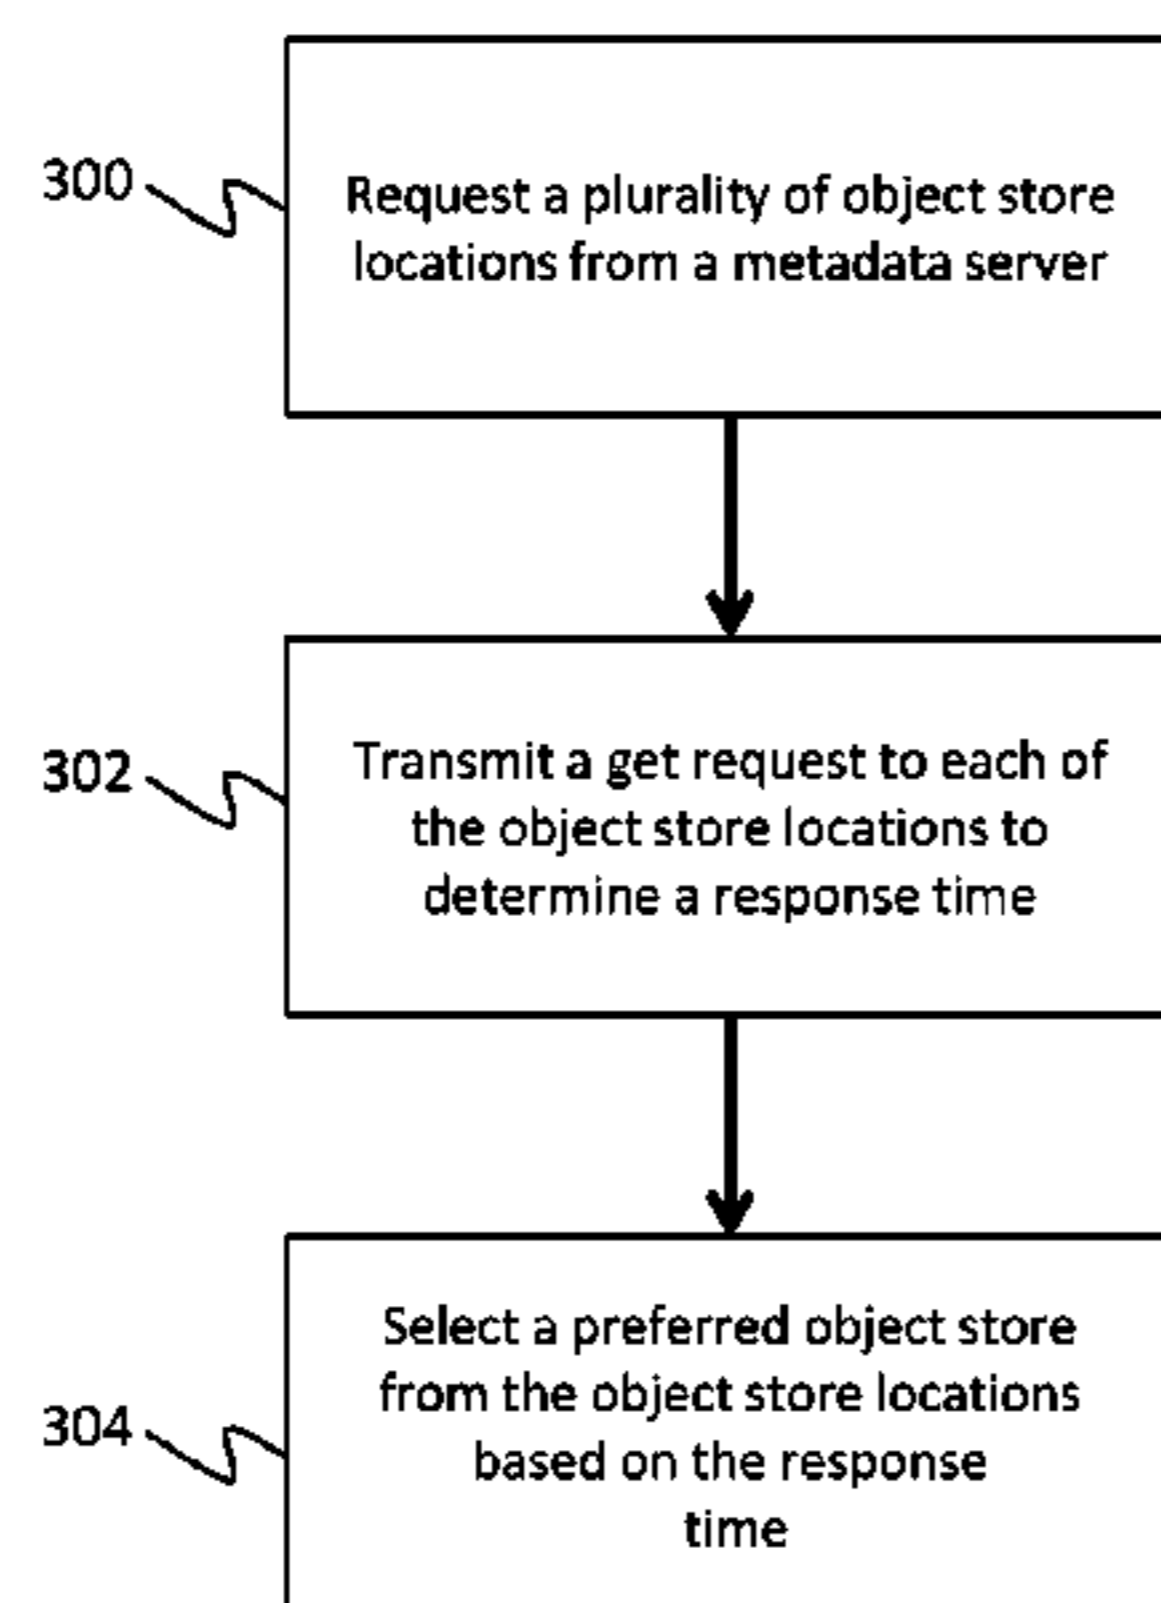 300
Request a plurality of object store
locations from a metadata server
302
Transmit a get request to each of
the object store locations to
determine a response time
304
Select a preferred object store
from the object store locations
based on the response
time